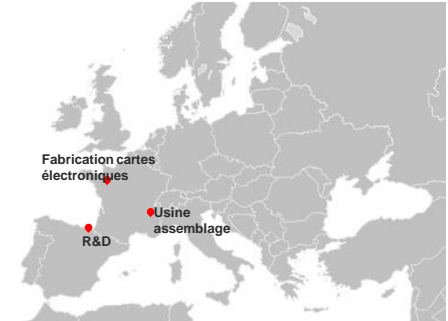 Fabrication cartes
électroniques
Usine
assemblage
R&D